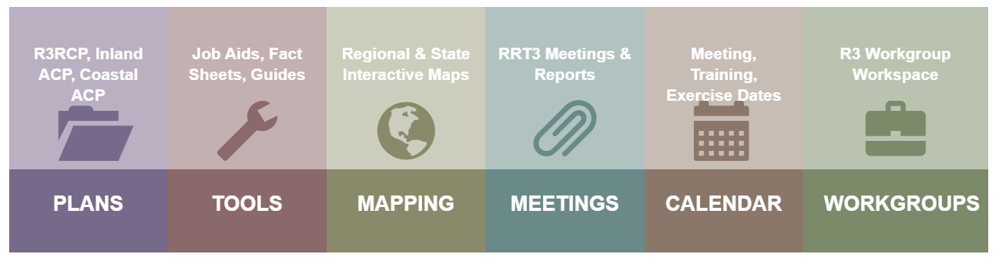 R3RCP, Inland
ACP, Coastal
ACP
PLANS
Job Aids, Fact
Sheets, Guides
TOOLS
Regional & State
Interactive Maps
MAPPING
RRT3 Meetings &
Reports
MEETINGS
Meeting,
Training,
Exercise Dates
CALENDAR
R3 Workgroup
Workspace
WORKGROUPS